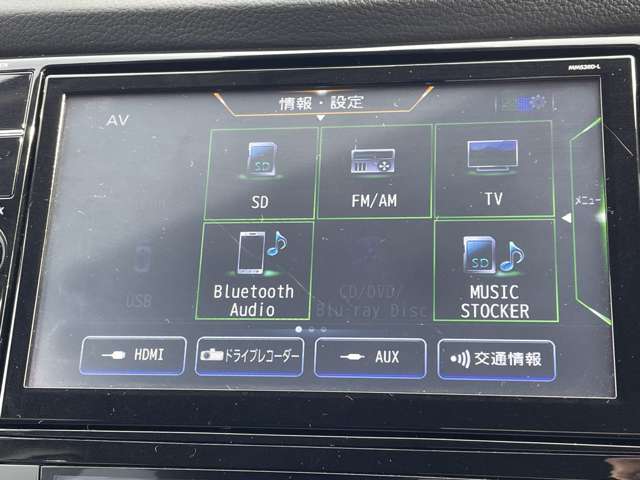 MM520D-L
情報・設定
AV
SD
SD
FM/AM
TV
メニュー
USB
Bluetooth
Audio
CD/DVD/
Blu-ray Disc
SD
MUSIC
STOCKER
HDMI
ドライブレコーダー
AUX
交通情報